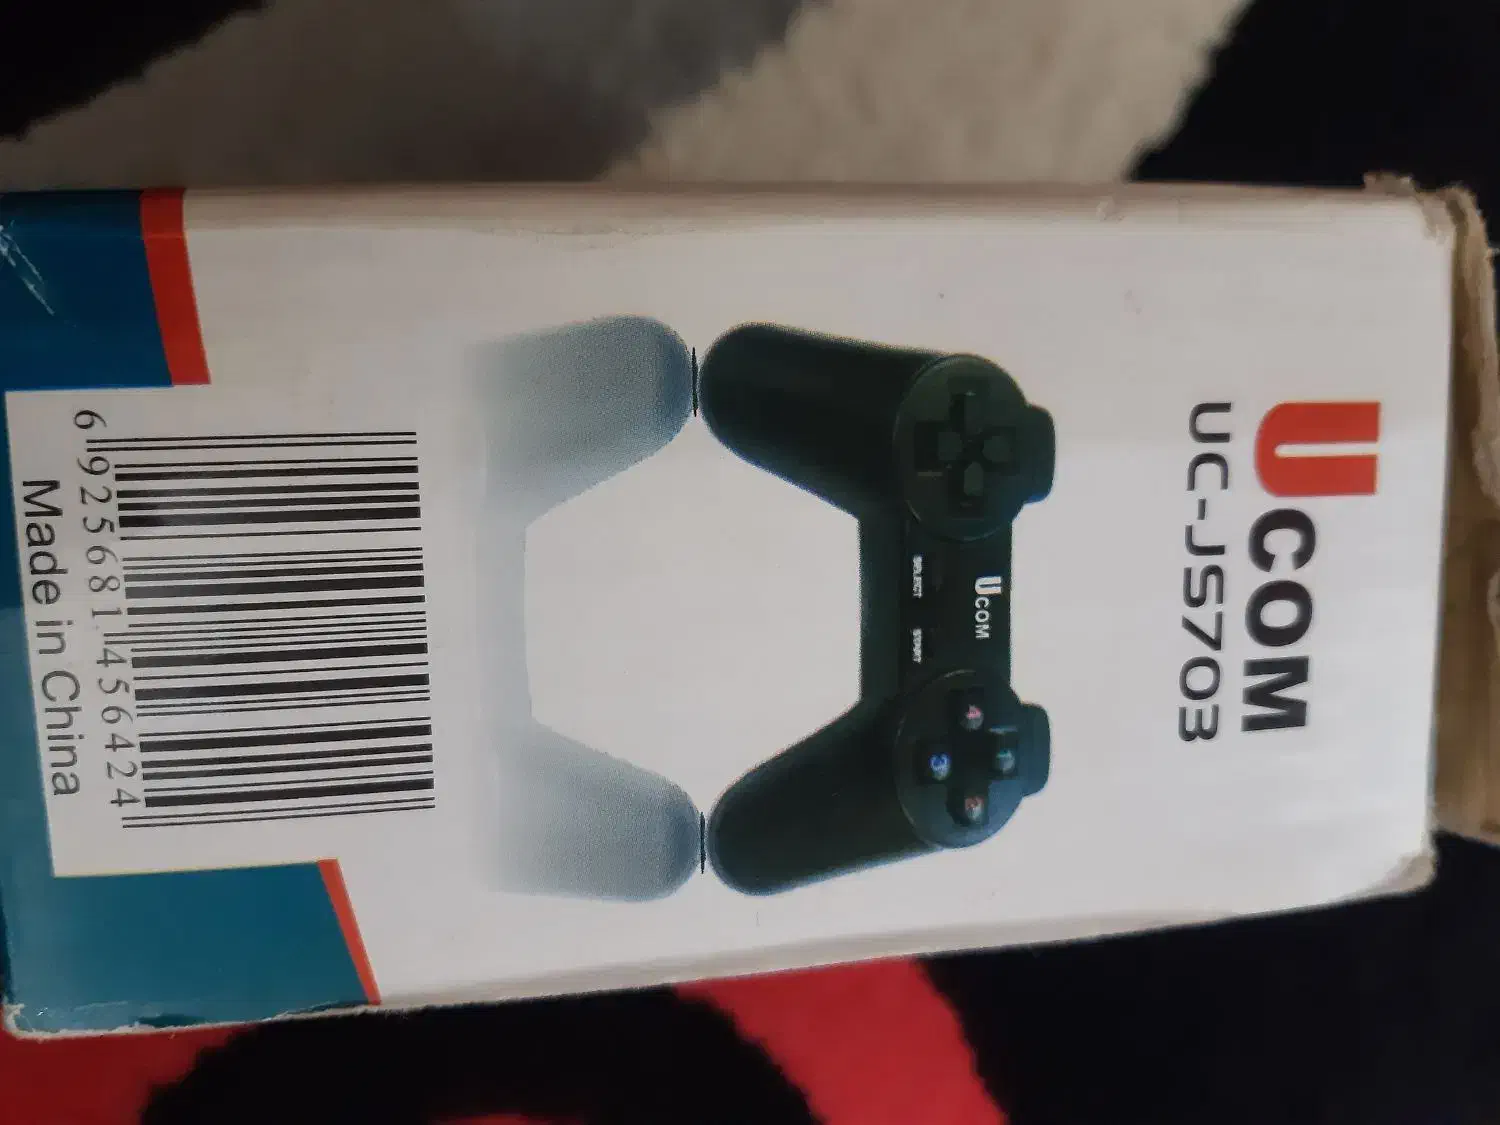 UCOM
UC-JS703
UCOM
SELECT START
4
1
3
2
6 925681 456424
Made in China